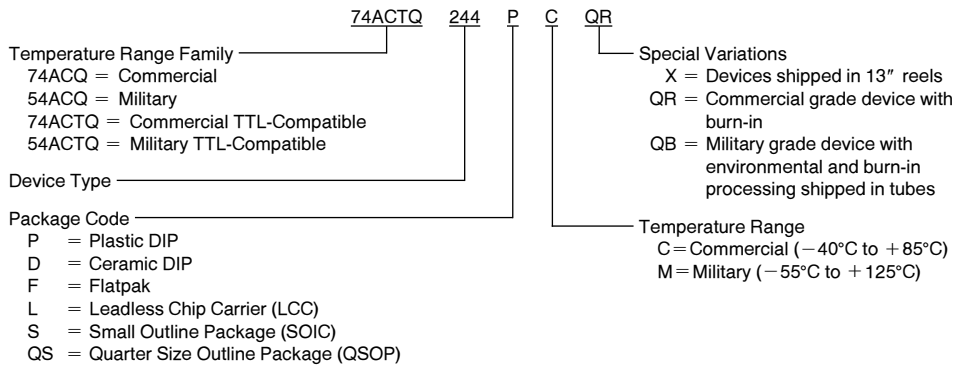 74ACTQ 244 P C QR
Temperature Range Family
74ACQ = Commercial
54ACQ = Military
74ACTQ = Commercial TTL-Compatible
54ACTQ = Military TTL-Compatible
Device Type
Package Code
P = Plastic DIP
D = Ceramic DIP
F = Flatpak
L = Leadless Chip Carrier (LCC)
S = Small Outline Package (SOIC)
QS = Quarter Size Outline Package (QSOP)
Special Variations
X = Devices shipped in 13″ reels
QR = Commercial grade device with
burn-in
QB = Military grade device with
environmental and burn-in
processing shipped in tubes
Temperature Range
C=Commercial (−40°C to +85°C)
M=Military (−55°C to +125°C)